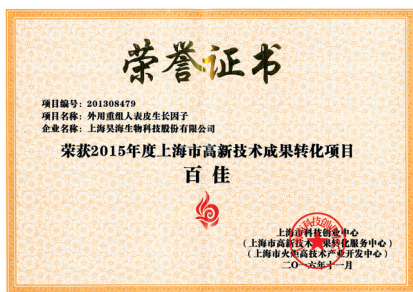 荣誉证书
项目编号：201308479
项目名称：外用重组人表皮生长因子
企业名称：上海昊海生物科技股份有限公司
荣获2015年度上海市高新技术成果转化项目
百佳
上海市科技创业中心
（上海市高新技术成果转化服务中心）
（上海市火炬高技术产业开发中心）
二〇一六年十一月